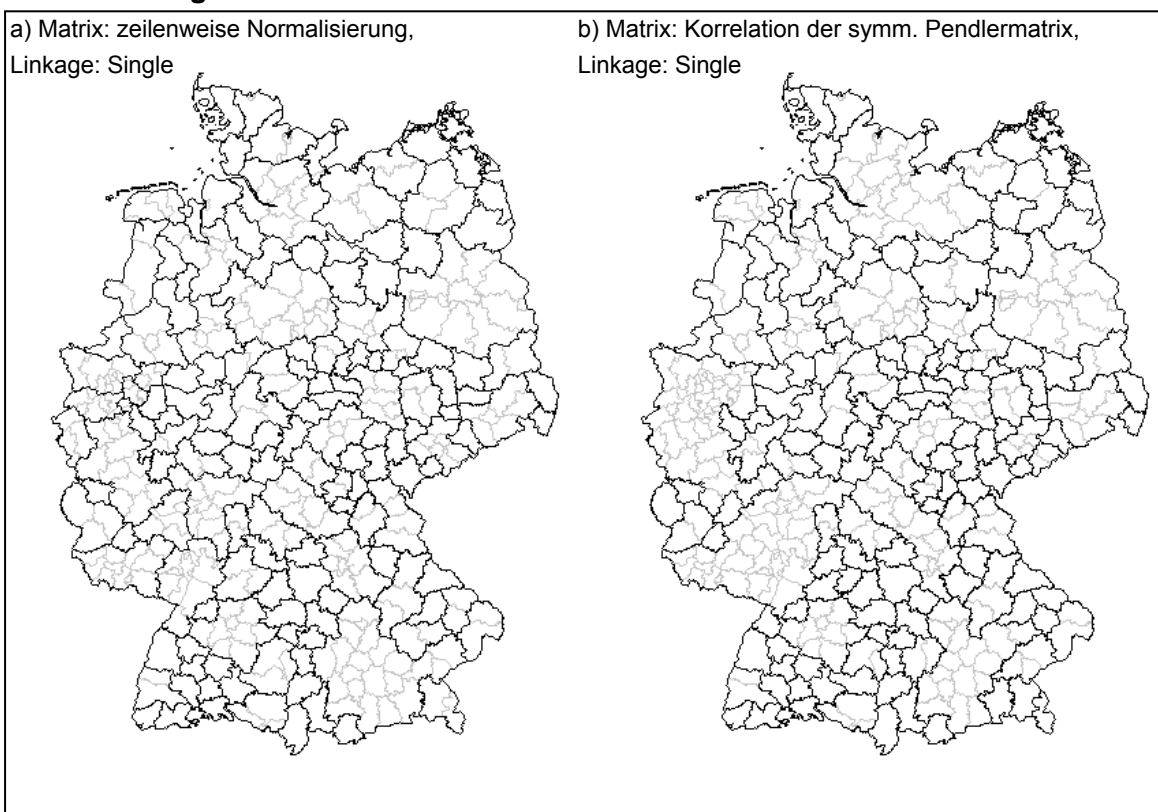 a) Matrix: zeilenweise Normalisierung,
Linkage: Single
b) Matrix: Korrelation der symm. Pendlermatrix,
Linkage: Single